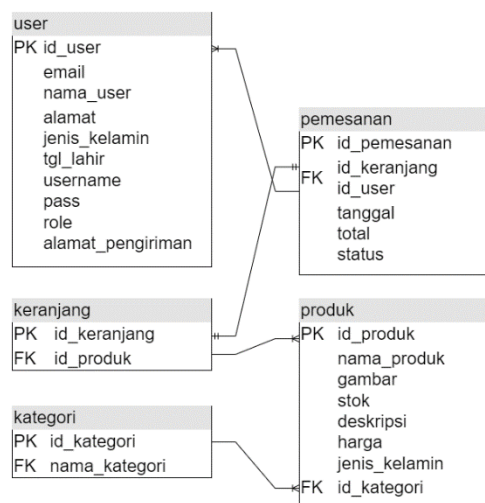 user
PK id_user
email
nama_user
alamat
jenis_kelamin
tgl_lahir
username
pass
role
alamat_pengiriman
pemesanan
PK id_pemesanan
id_keranjang
FK id_user
tanggal
total
status
keranjang
PK id_keranjang
FK id_produk
produk
PK id_produk
nama_produk
gambar
stok
deskripsi
harga
jenis_kelamin
FK id_kategori
kategori
PK id_kategori
FK nama_kategori